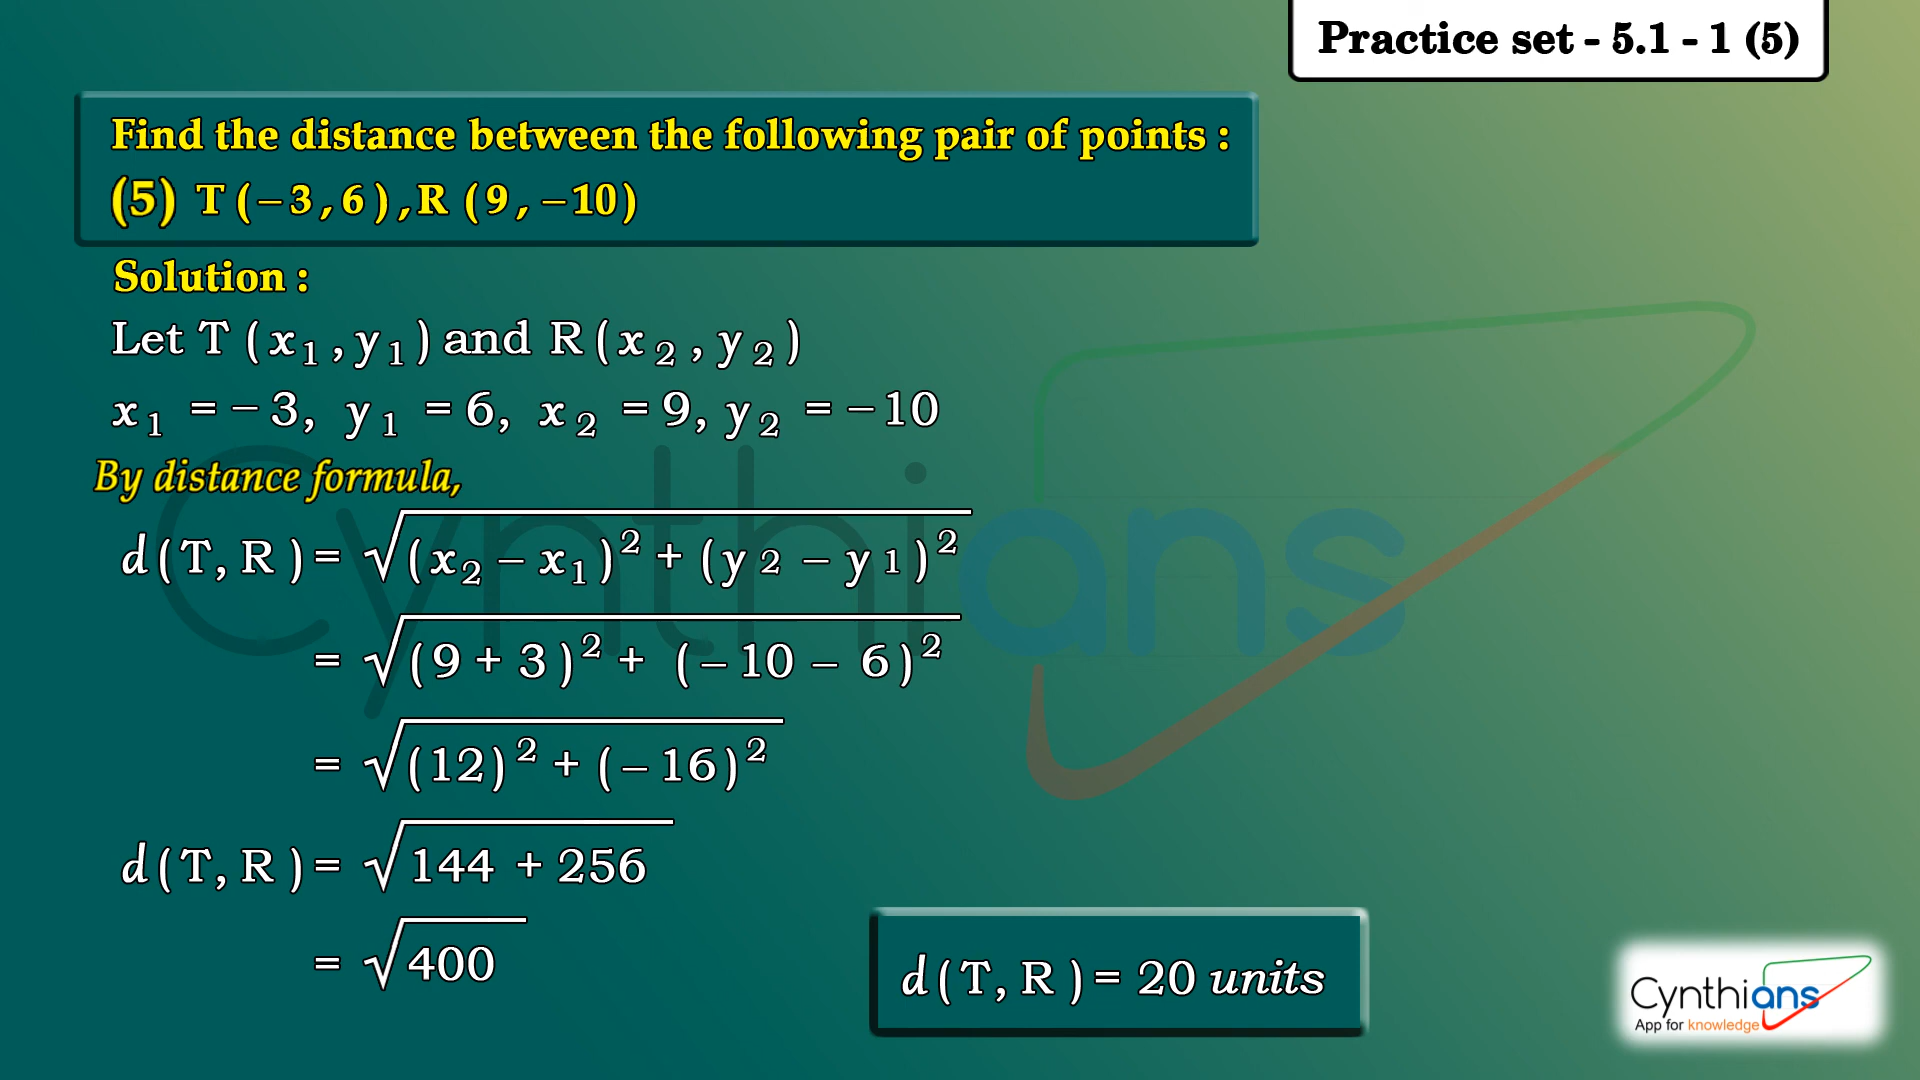 Practice set - 5.1 - 1 (5)
Find the distance between the following pair of points :
(5) T ( – 3 , 6 ) , R ( 9 , – 10 )
Solution :
Let T ( x₁ , y₁ ) and R ( x₂ , y₂ )
x₁ = – 3, y₁ = 6, x₂ = 9, y₂ = – 10
By distance formula,
d ( T, R ) = √( x₂ – x₁ )² + ( y₂ – y₁ )²
= √( 9 + 3 )² + ( – 10 – 6 )²
= √(12)² + ( – 16)²
d ( T, R ) = √144 + 256
= √400
d ( T, R ) = 20 units
Cynthians
Cynthians
App for knowledge